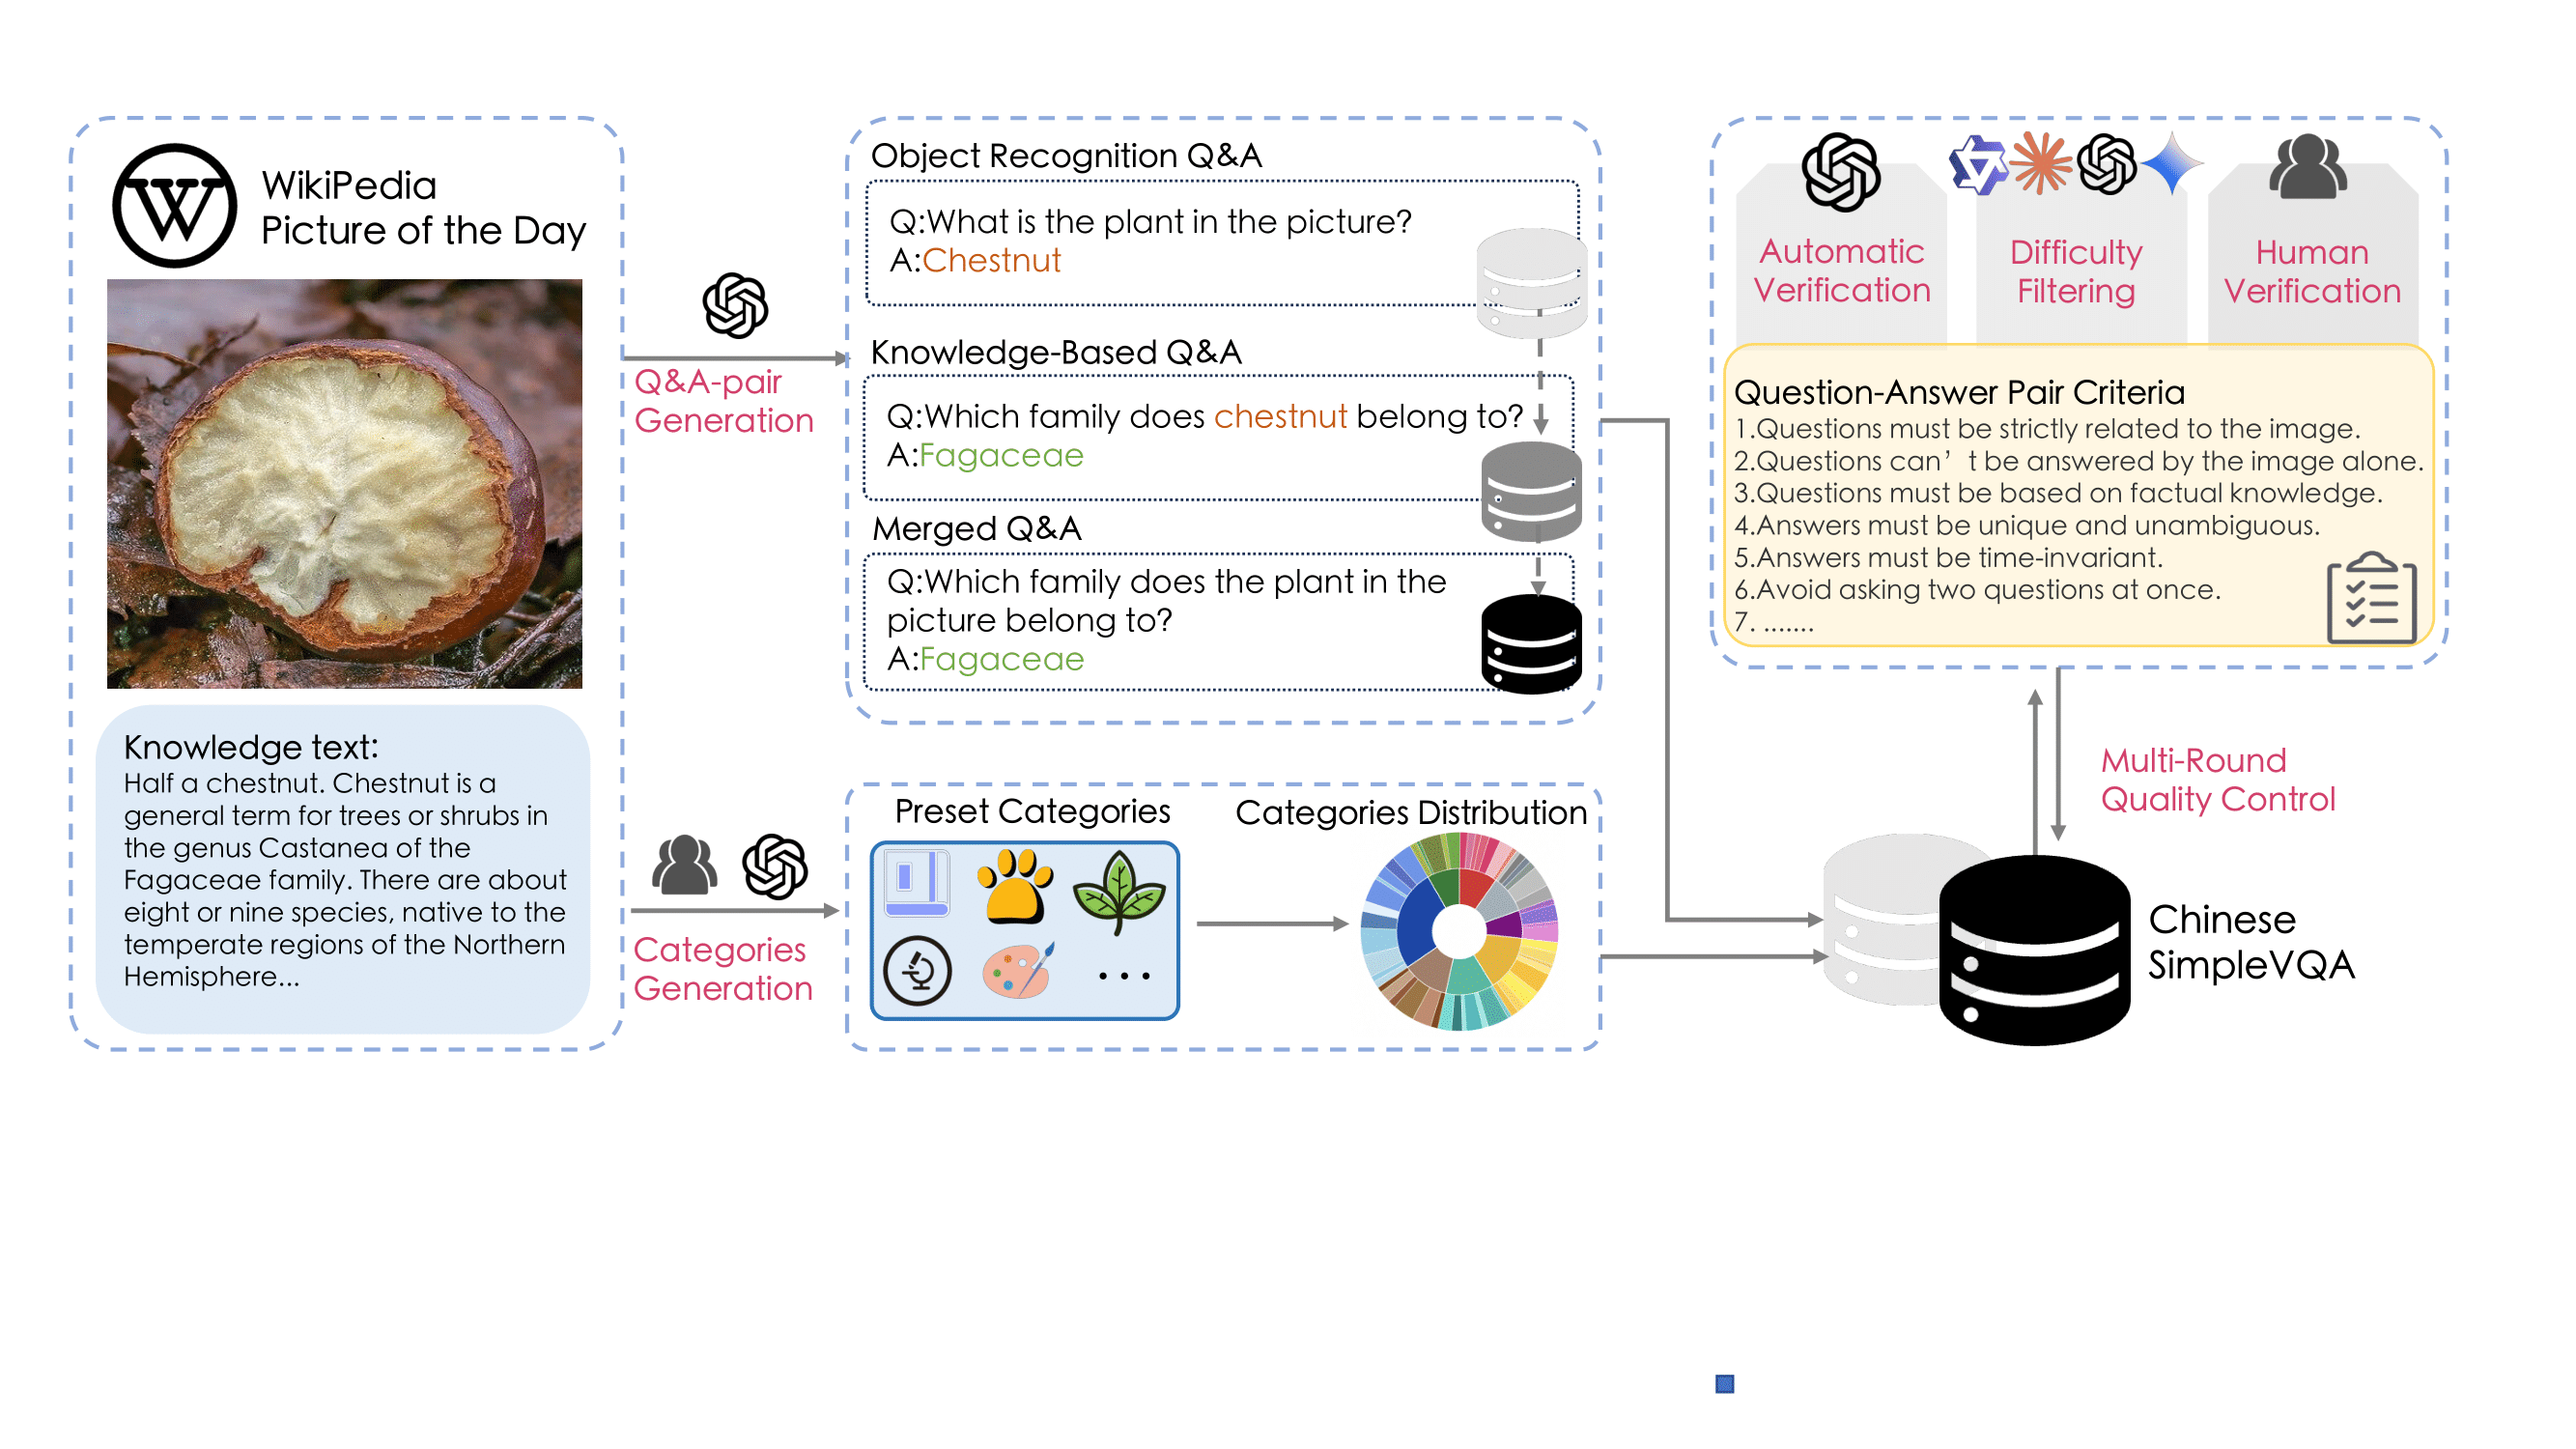 WikiPedia
Picture of the Day
Knowledge text:
Half a chestnut. Chestnut is a
general term for trees or shrubs in
the genus Castanea of the
Fagaceae family. There are about
eight or nine species, native to the
temperate regions of the Northern
Hemisphere...
Q&A-pair
Generation
Categories
Generation
Object Recognition Q&A
Q:What is the plant in the picture?
A:Chestnut
Knowledge-Based Q&A
Q:Which family does chestnut belong to?
A:Fagaceae
Merged Q&A
Q:Which family does the plant in the
picture belong to?
A:Fagaceae
Preset Categories
Categories Distribution
Automatic
Verification
Difficulty
Filtering
Human
Verification
Question-Answer Pair Criteria
1.Questions must be strictly related to the image.
2.Questions can’t be answered by the image alone.
3.Questions must be based on factual knowledge.
4.Answers must be unique and unambiguous.
5.Answers must be time-invariant.
6.Avoid asking two questions at once.
7. .......
Multi-Round
Quality Control
Chinese
SimpleVQA